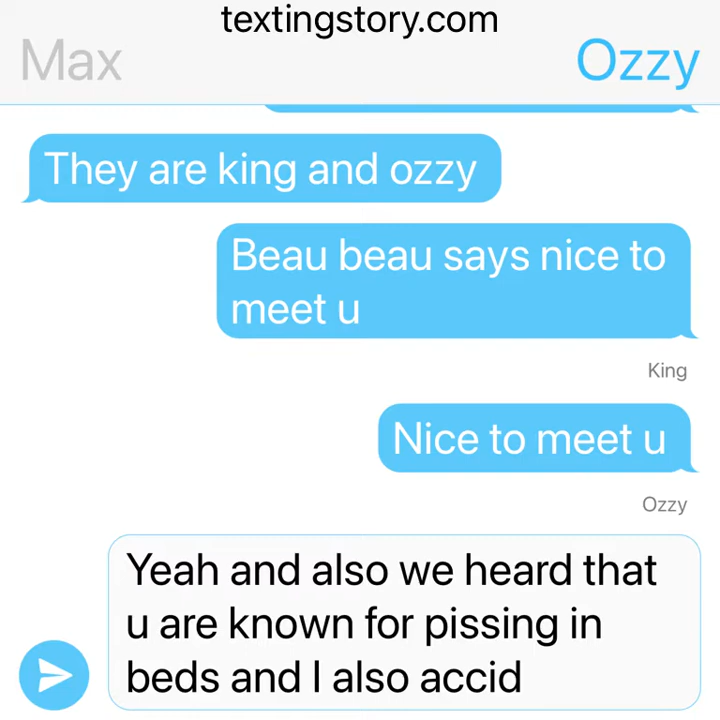 textingstory.com
Max
Ozzy
They are king and ozzy
Beau beau says nice to
meet u
King
Nice to meet u
Ozzy
Yeah and also we heard that
u are known for pissing in
beds and I also accid